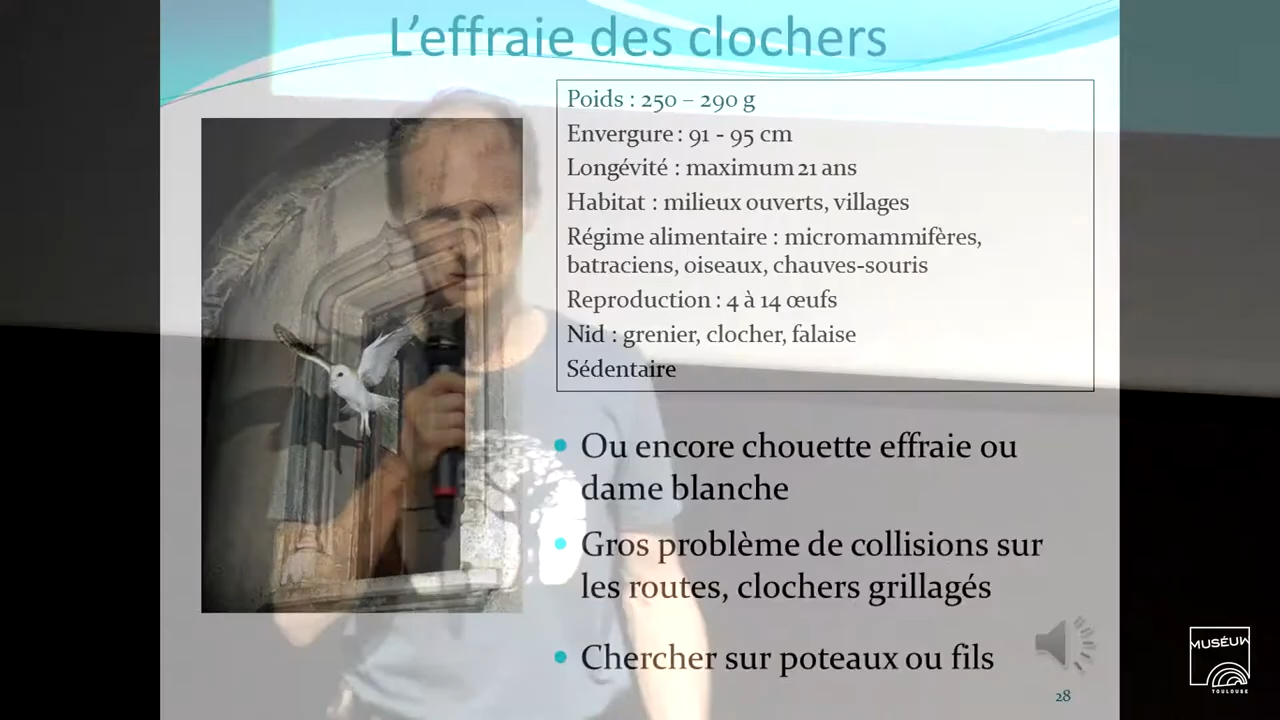 L'effraie des clochers
Poids : 250 – 290 g
Envergure : 91 - 95 cm
Longévité : maximum 21 ans
Habitat : milieux ouverts, villages
Régime alimentaire : micromammifères,
batraciens, oiseaux, chauves-souris
Reproduction : 4 à 14 œufs
Nid : grenier, clocher, falaise
Sédentaire
• Ou encore chouette effraie ou
dame blanche
• Gros problème de collisions sur
les routes, clochers grillagés
• Chercher sur poteaux ou fils
28
MUSÉUM
TOULOUSE